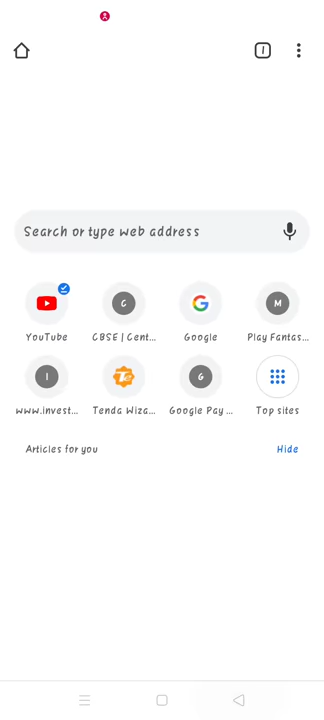 1
Search or type web address
C
M
YouTube
CBSE | Cent...
Google
Play Fantas...
I
G
www.invest...
Tenda Wiza...
Google Pay ...
Top sites
Articles for you
Hide